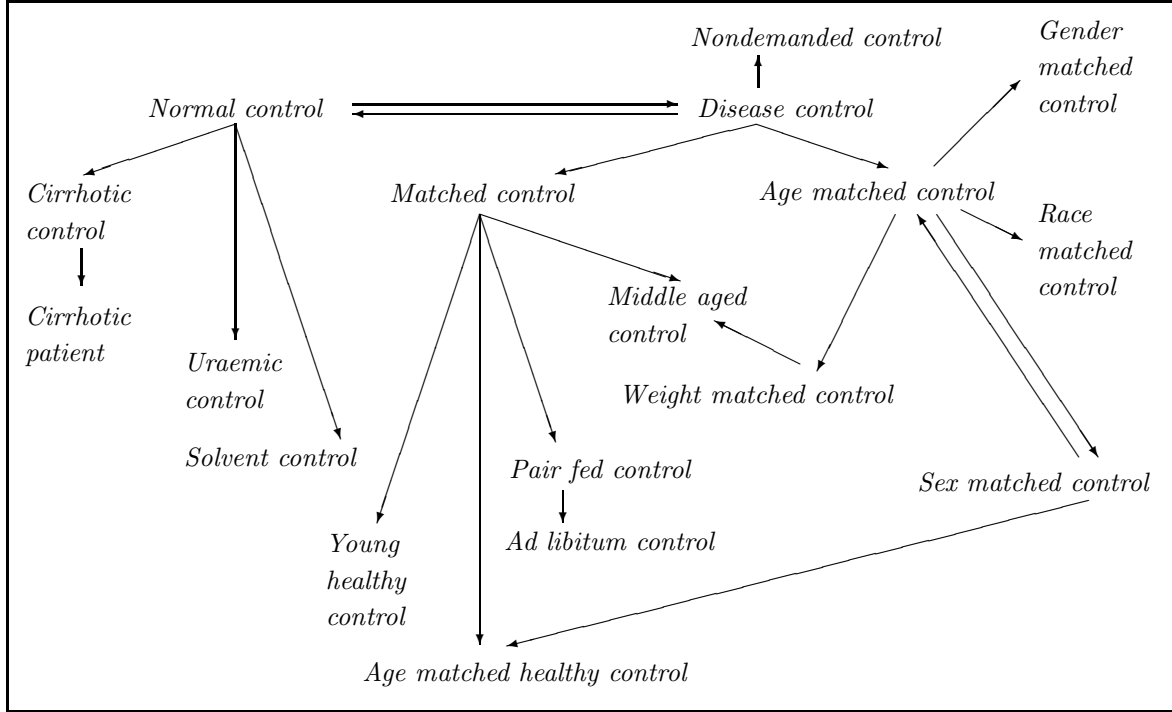 Nondemanded control
Gender
matched
control
Normal control
Disease control
Cirrhotic
control
Matched control
Age matched control
Race
matched
control
Cirrhotic
patient
Middle aged
control
Uraemic
control
Weight matched control
Solvent control
Pair fed control
Sex matched control
Young
healthy
control
Ad libitum control
Age matched healthy control